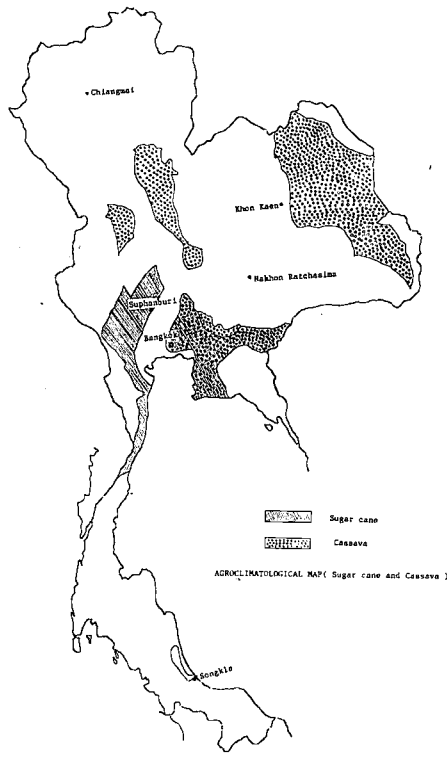 Chiangmai
Khon Kaen
Nakhon Ratchasima
Suphanburi
Bangkok
Sugar cane
Cassava
AGROCLIMATOLOGICAL MAP( Sugar cane and Cassava )
Songkla